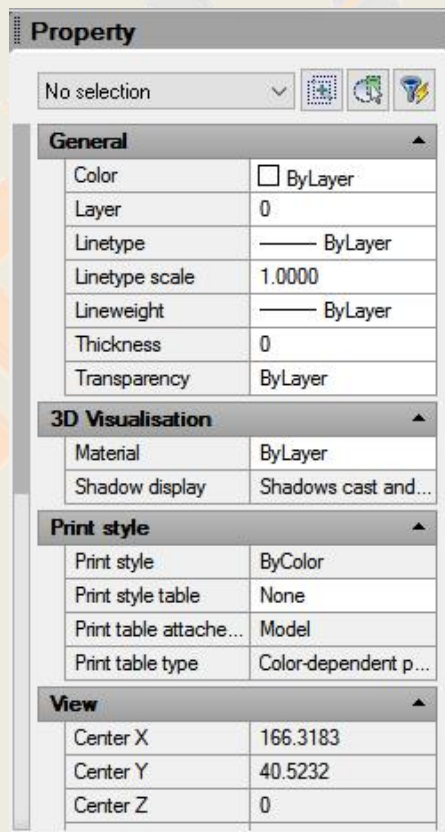 Property
No selection
General
Color ByLayer
Layer 0
Linetype ByLayer
Linetype scale 1.0000
Lineweight ByLayer
Thickness 0
Transparency ByLayer
3D Visualisation
Material ByLayer
Shadow display Shadows cast and...
Print style
Print style ByColor
Print style table None
Print table attache... Model
Print table type Color-dependent p...
View
Center X 166.3183
Center Y 40.5232
Center Z 0